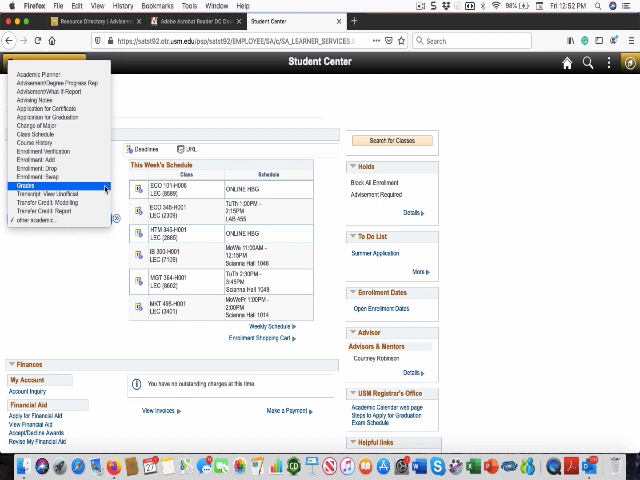 Firefox File Edit View History Bookmarks Tools Window Help
98% Fri 12:52 PM
Resource Directory | Advisement
Adobe Acrobat Reader DC Dow
Student Center
https://satst92.otr.usm.edu/psp/satst92/EMPLOYEE/SA/c/SA_LEARNER_SERVICES.
Search
Student Center
Academic Planner
Advisement/Degree Progress Rep
Advisement/What-if Report
Advising Notes
Application for Certificate
Application for Graduation
Change of Major
Class Schedule
Course History
Enrollment Verification
Enrollment: Add
Enrollment: Drop
Enrollment: Swap
Grades
Transcript: View Unofficial
Transfer Credit: Modelling
Transfer Credit: Report
✓ other academic...
Deadlines URL
This Week's Schedule
Class Schedule
ECO 101-H006
LEC (8689)
ONLINE HBG
ECO 345-H001
LEC (2309)
TuTh 1:00PM -
2:15PM
LAB 455
HTM 343-H001
LEC (2865)
ONLINE HBG
IB 300-H001
LEC (7109)
MoWe 11:00AM -
12:15PM
Scianna Hall 1046
MGT 364-H001
LEC (8602)
TuTh 2:30PM -
3:45PM
Scianna Hall 1048
MKT 495-H001
LEC (3401)
MoWeFr 1:00PM -
2:00PM
Scianna Hall 1014
Weekly Schedule
Enrollment Shopping Cart
Search for Classes
Holds
Block All Enrollment
Advisement Required
Details
To Do List
Summer Application
More
Enrollment Dates
Open Enrollment Dates
Advisor
Advisors & Mentors
Courtney Robinson
Details
USM Registrar's Office
Academic Calendar web page
Steps to Apply for Graduation
Exam Schedule
Helpful links
Finances
My Account
Account Inquiry
Financial Aid
Apply for Financial Aid
View Financial Aid
Accept/Decline Awards
Revise My Financial Aid
You have no outstanding charges at this time.
View Invoices
Make a Payment